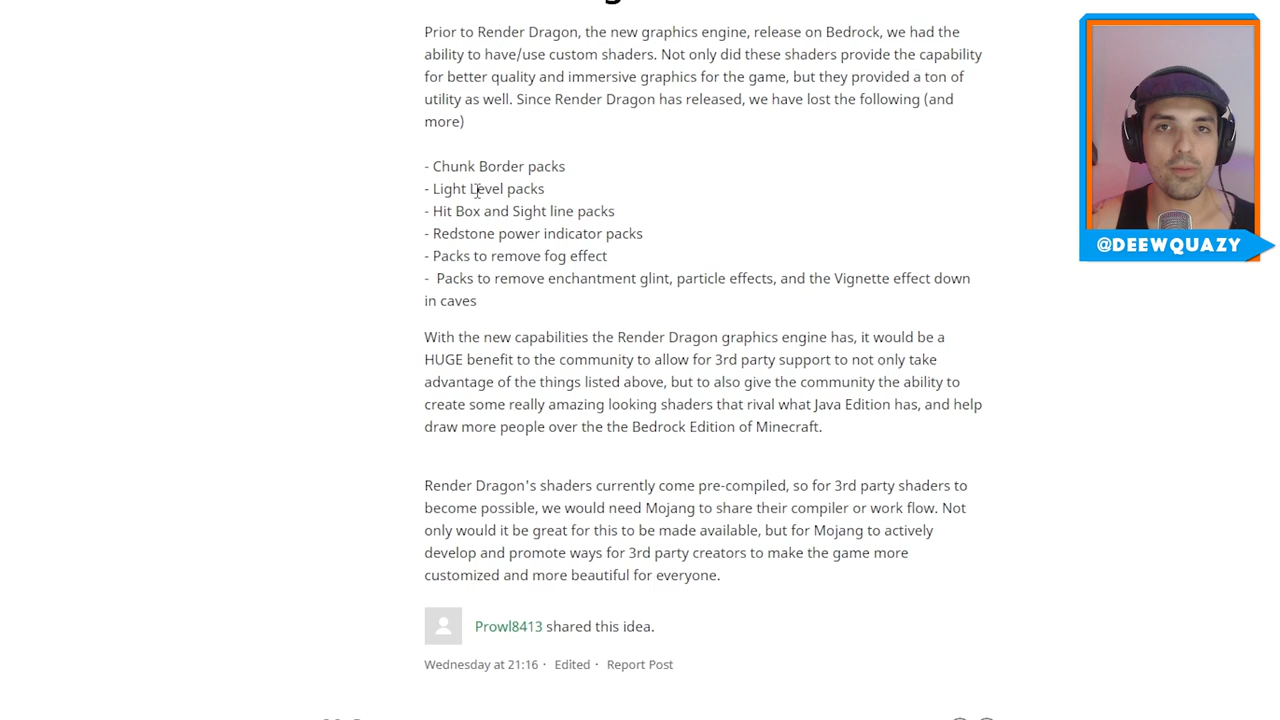 Prior to Render Dragon, the new graphics engine, release on Bedrock, we had the
ability to have/use custom shaders. Not only did these shaders provide the capability
for better quality and immersive graphics for the game, but they provided a ton of
utility as well. Since Render Dragon has released, we have lost the following (and
more)
- Chunk Border packs
- Light Level packs
- Hit Box and Sight line packs
- Redstone power indicator packs
- Packs to remove fog effect
-  Packs to remove enchantment glint, particle effects, and the Vignette effect down
in caves
With the new capabilities the Render Dragon graphics engine has, it would be a
HUGE benefit to the community to allow for 3rd party support to not only take
advantage of the things listed above, but to also give the community the ability to
create some really amazing looking shaders that rival what Java Edition has, and help
draw more people over the the Bedrock Edition of Minecraft.
Render Dragon's shaders currently come pre-compiled, so for 3rd party shaders to
become possible, we would need Mojang to share their compiler or work flow. Not
only would it be great for this to be made available, but for Mojang to actively
develop and promote ways for 3rd party creators to make the game more
customized and more beautiful for everyone.
Prowl8413 shared this idea.
Wednesday at 21:16 · Edited · Report Post
@DEEWQUAZY